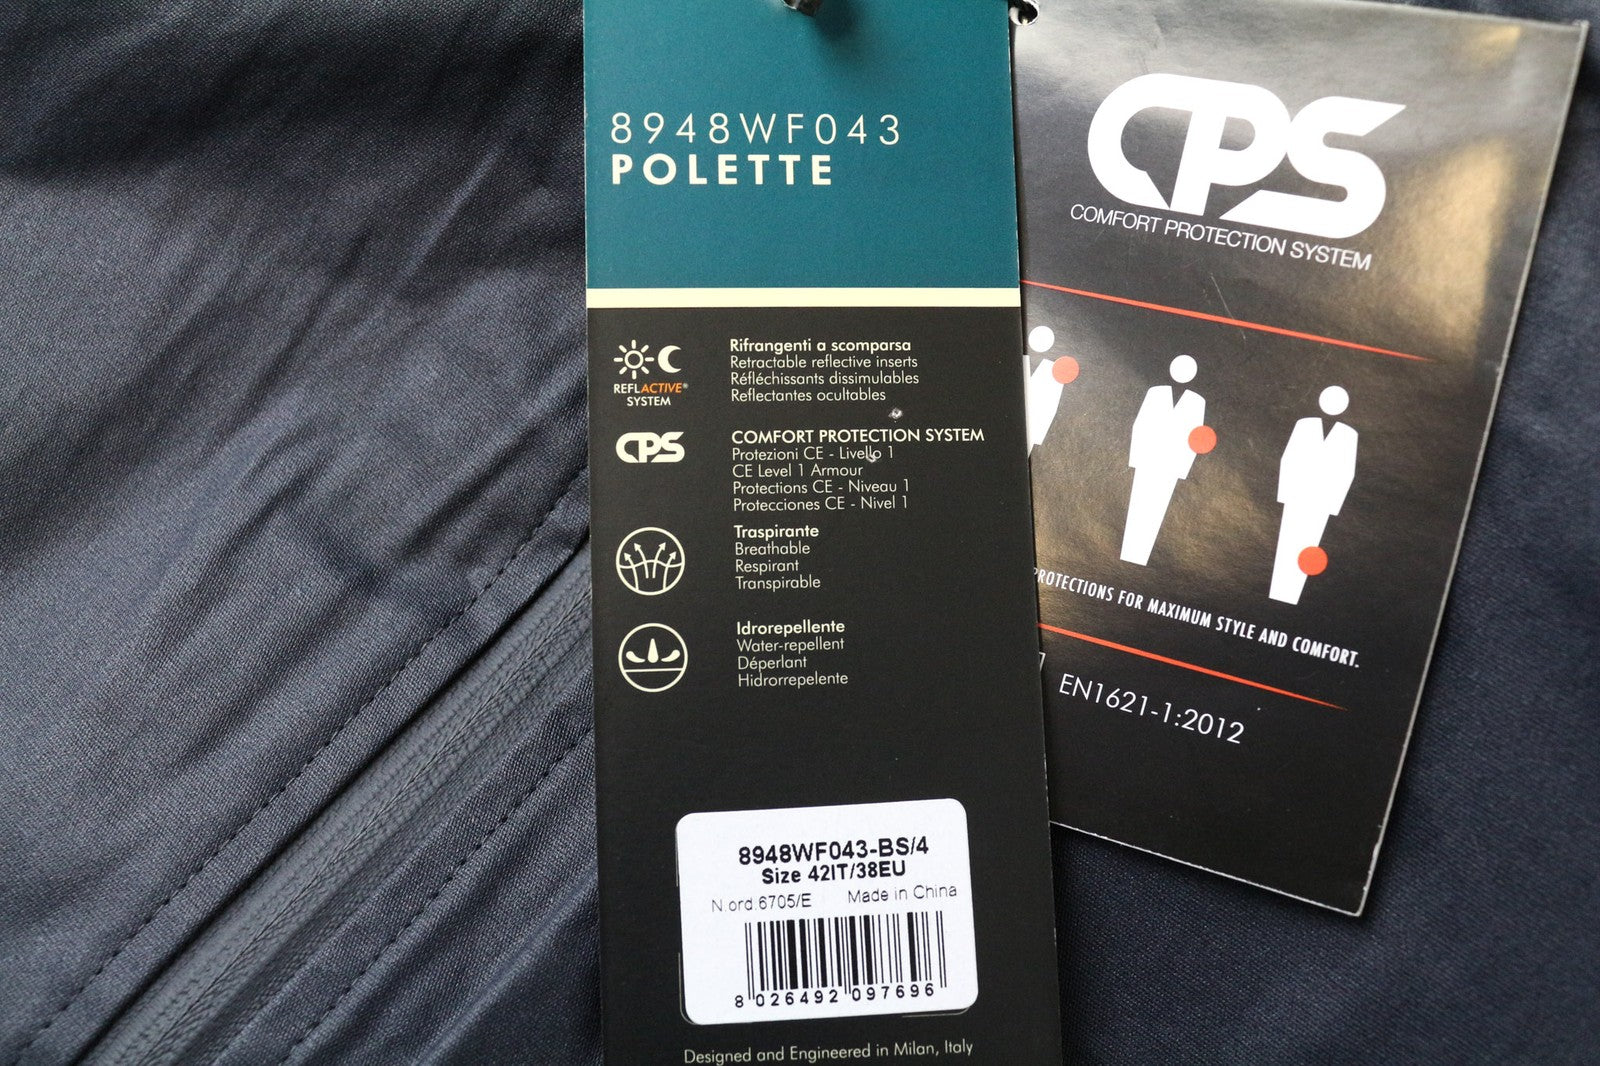 8948WF043
POLETTE
REFLACTIVE®
SYSTEM
Rifrangenti a scomparsa
Retractable reflective inserts
Réfléchissants dissimulables
Reflectantes ocultables
CPS
COMFORT PROTECTION SYSTEM
Protezioni CE - Livello 1
CE Level 1 Armour
Protections CE - Niveau 1
Protecciones CE - Nivel 1
Traspirante
Breathable
Respirant
Transpirable
Idrorepellente
Water-repellent
Déperlant
Hidrorrepelente
8948WF043-BS/4
Size 42IT/38EU
N.ord.6705/E Made in China
8 026492 097696
Designed and Engineered in Milan, Italy
CPS
COMFORT PROTECTION SYSTEM
PROTECTIONS FOR MAXIMUM STYLE AND COMFORT.
EN1621-1:2012